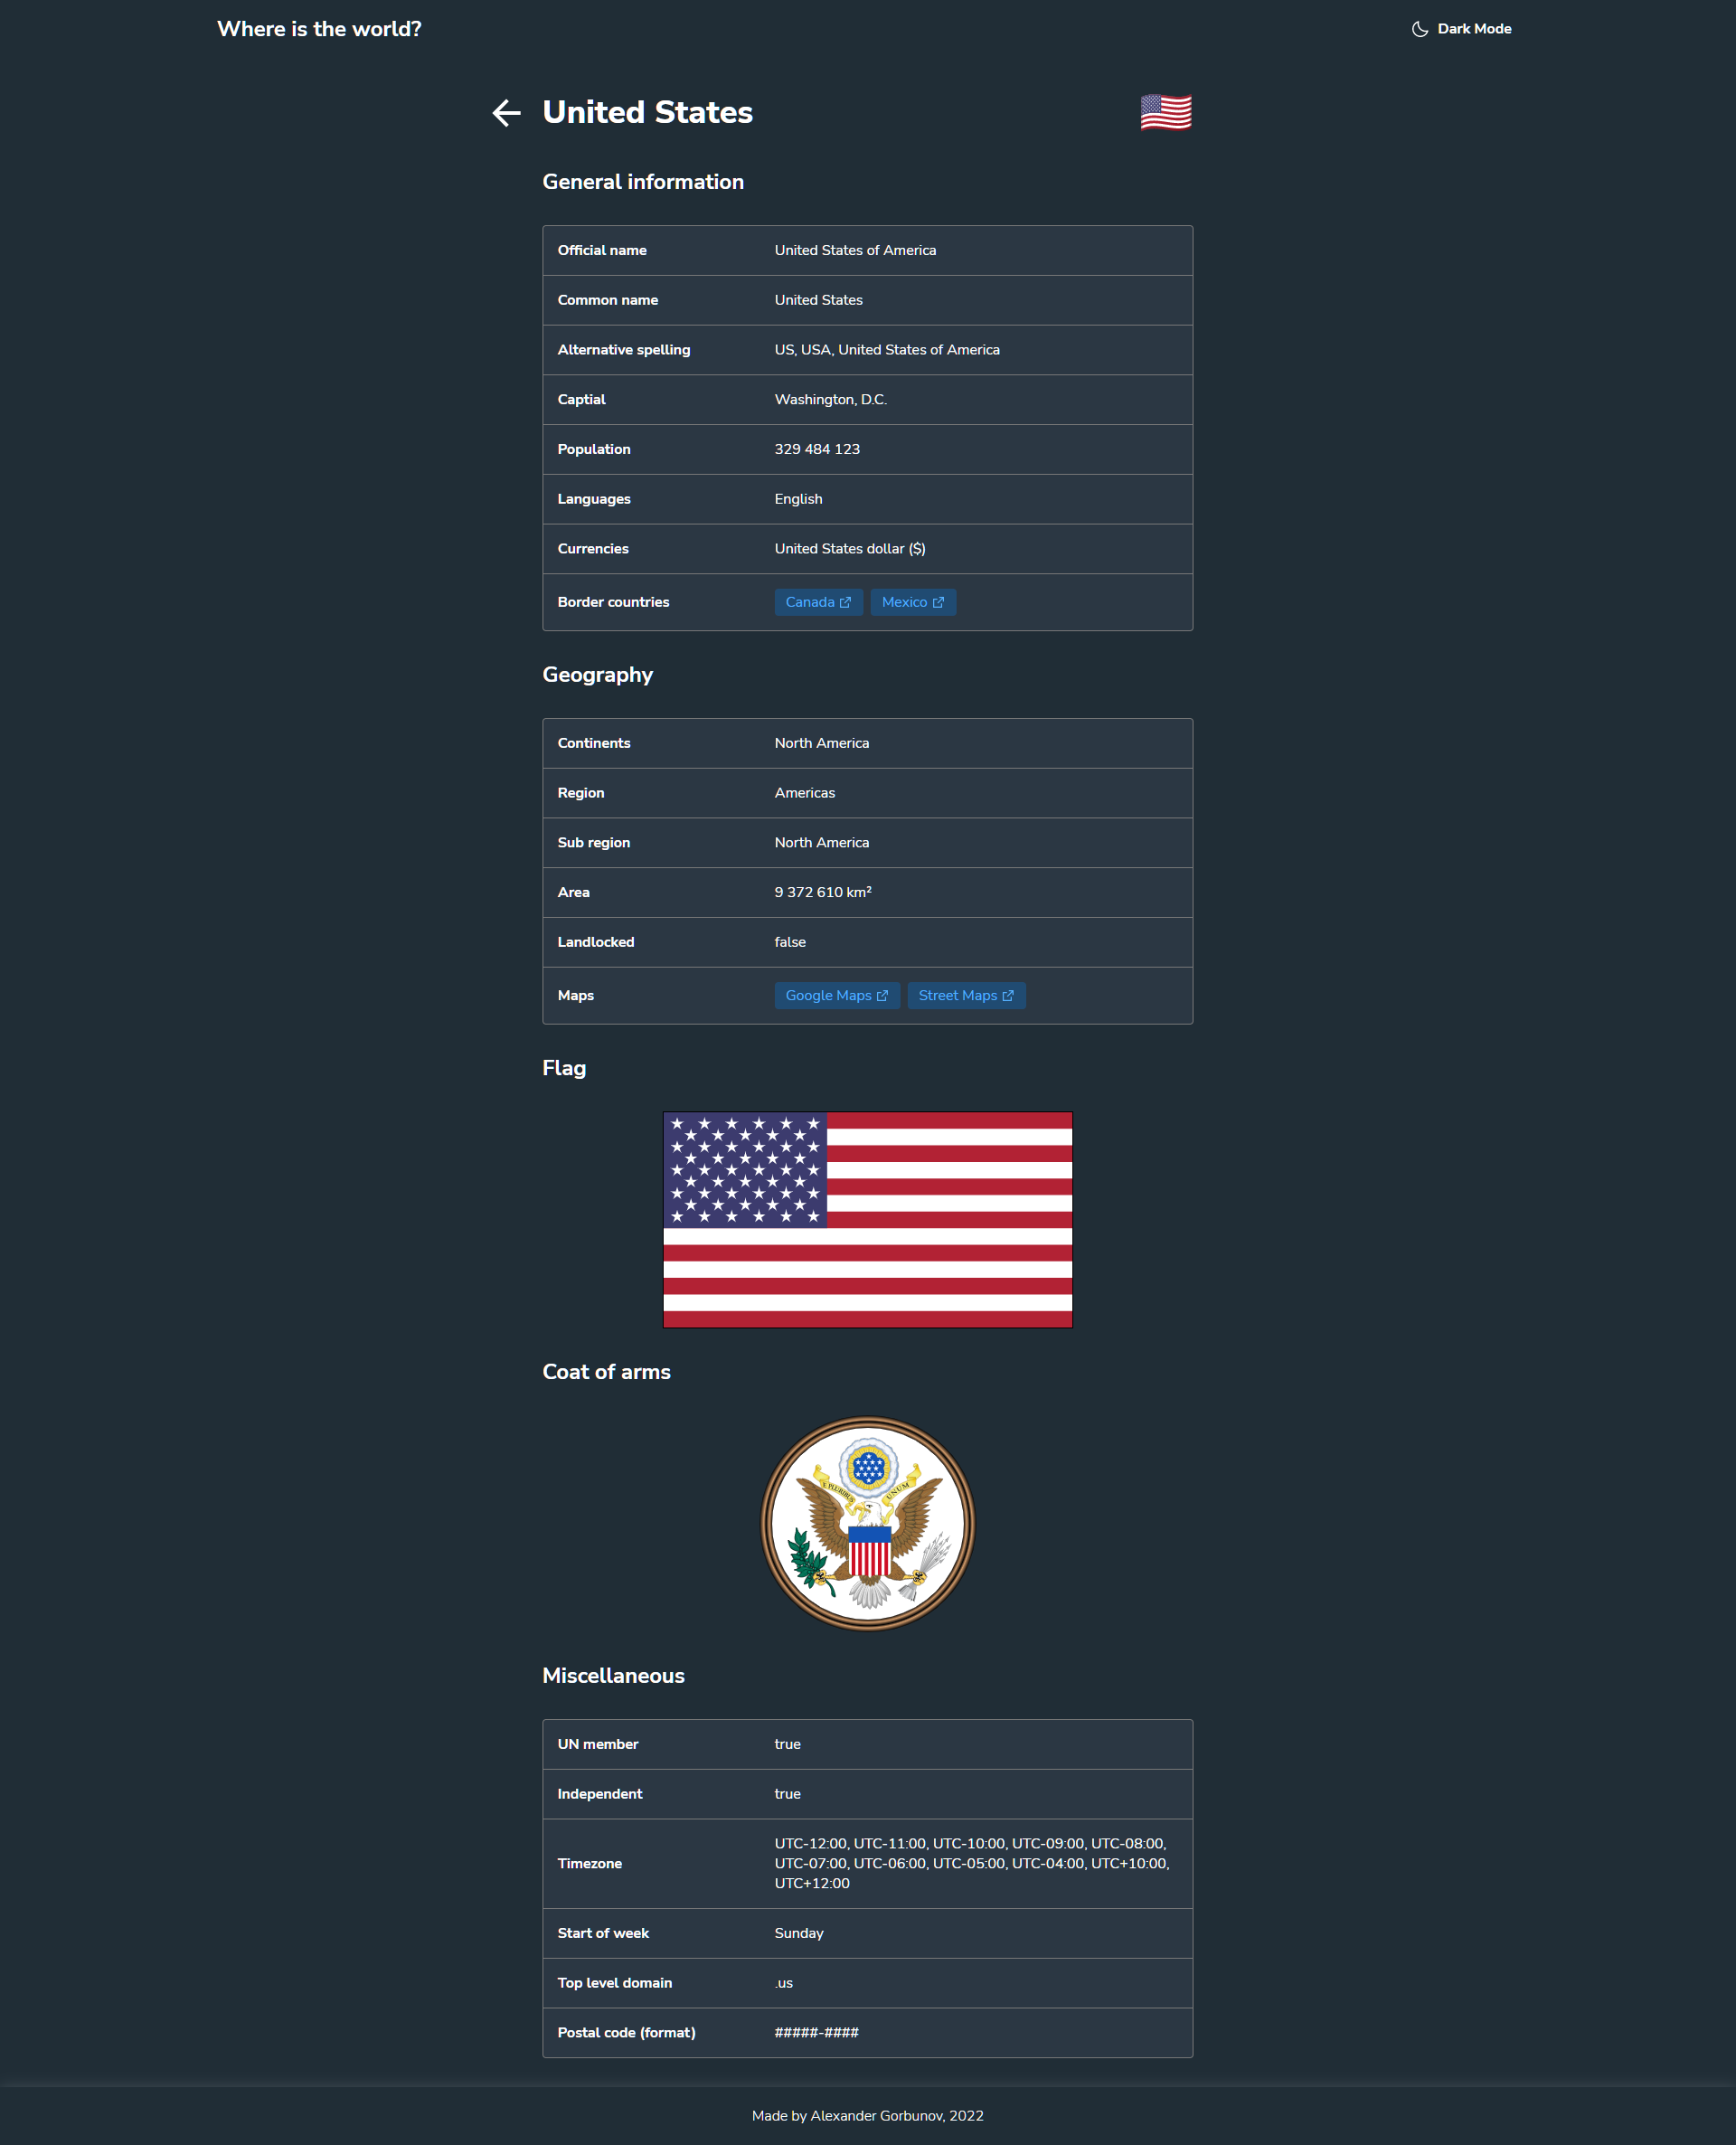 Where is the world?
Dark Mode
United States
General information
Official name United States of America
Common name United States
Alternative spelling US, USA, United States of America
Captial Washington, D.C.
Population 329 484 123
Languages English
Currencies United States dollar ($)
Border countries Canada Mexico
Geography
Continents North America
Region Americas
Sub region North America
Area 9 372 610 km²
Landlocked false
Maps Google Maps Street Maps
Flag
Coat of arms
E PLURIBUS UNUM
Miscellaneous
UN member true
Independent true
Timezone UTC-12:00, UTC-11:00, UTC-10:00, UTC-09:00, UTC-08:00,
UTC-07:00, UTC-06:00, UTC-05:00, UTC-04:00, UTC+10:00,
UTC+12:00
Start of week Sunday
Top level domain .us
Postal code (format) #####-####
Made by Alexander Gorbunov, 2022